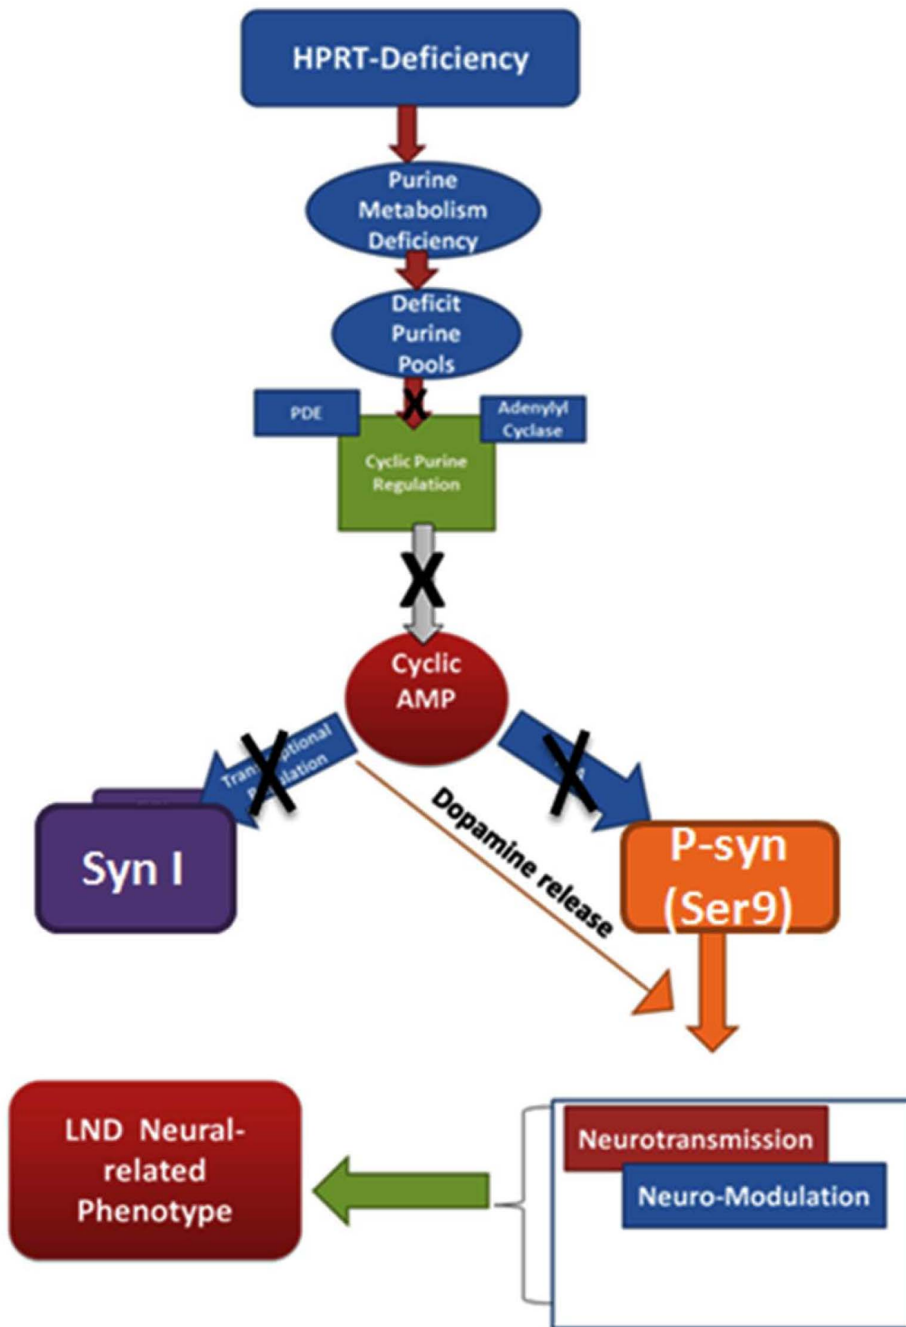 HPRT-Deficiency
Purine
Metabolism
Deficiency
Deficit
Purine
Pools
X
PDE
Adenylyl
Cyclase
Cyclic Purine
Regulation
X
Cyclic
AMP
X
X
Dopamine release
Syn I
P-syn
(Ser9)
Neurotransmission
Neuro-Modulation
LND Neural-
related
Phenotype